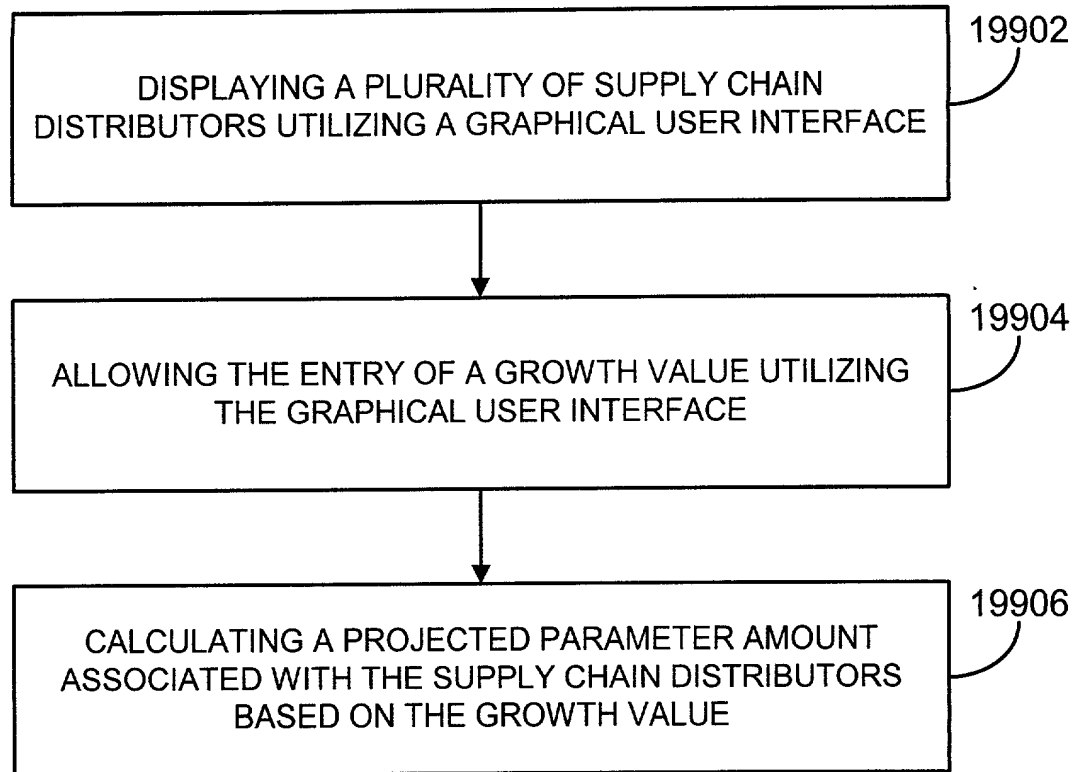 19902
DISPLAYING A PLURALITY OF SUPPLY CHAIN
DISTRIBUTORS UTILIZING A GRAPHICAL USER INTERFACE
19904
ALLOWING THE ENTRY OF A GROWTH VALUE UTILIZING
THE GRAPHICAL USER INTERFACE
19906
CALCULATING A PROJECTED PARAMETER AMOUNT
ASSOCIATED WITH THE SUPPLY CHAIN DISTRIBUTORS
BASED ON THE GROWTH VALUE